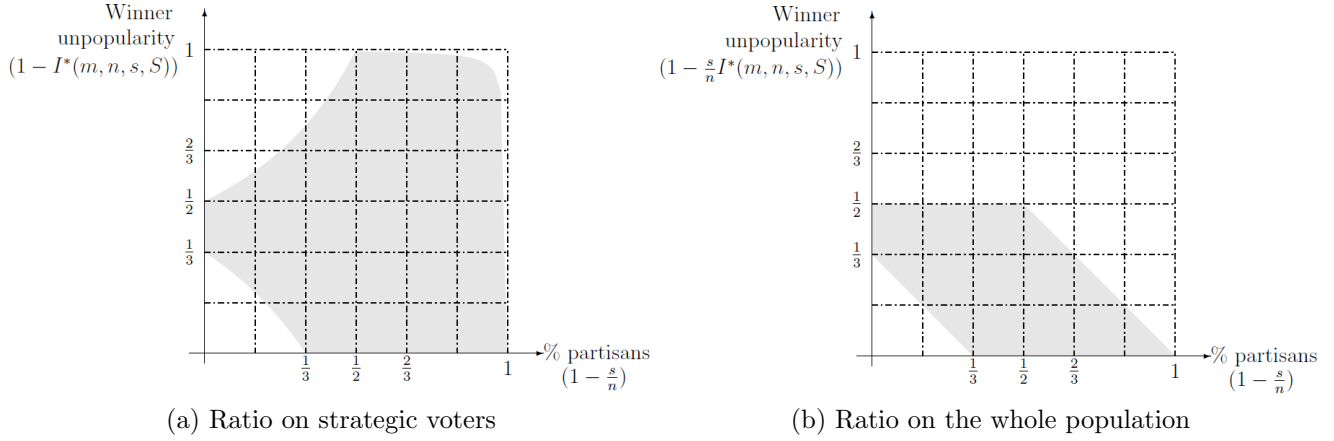 Winner
unpopularity
(1 − I*(m, n, s, S))
1
2/3
1/2
1/3
1/3
1/2
2/3
1
% partisans
(1 − s/n)
(a) Ratio on strategic voters
Winner
unpopularity
(1 − s/n I*(m, n, s, S))
1
2/3
1/2
1/3
1/3
1/2
2/3
1
% partisans
(1 − s/n)
(b) Ratio on the whole population